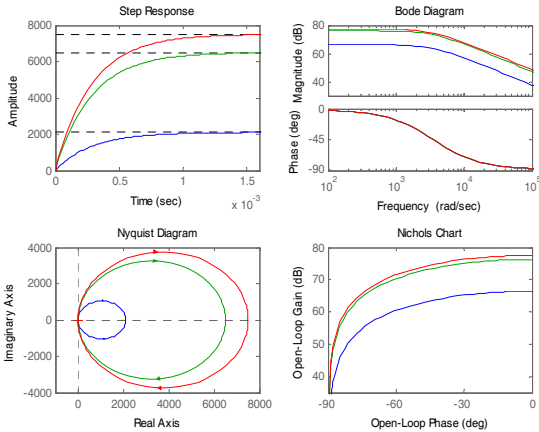 Step Response
8000
6000
4000
2000
0
0
0.5
1
1.5
x 10^-3
Time (sec)
Amplitude
Bode Diagram
80
60
40
Magnitude (dB)
0
-45
-90
Phase (deg)
10^2
10^3
10^4
10^5
Frequency (rad/sec)
Nyquist Diagram
4000
2000
0
-2000
-4000
0
2000
4000
6000
8000
Real Axis
Imaginary Axis
Nichols Chart
80
70
60
50
40
-90
-60
-30
0
Open-Loop Phase (deg)
Open-Loop Gain (dB)